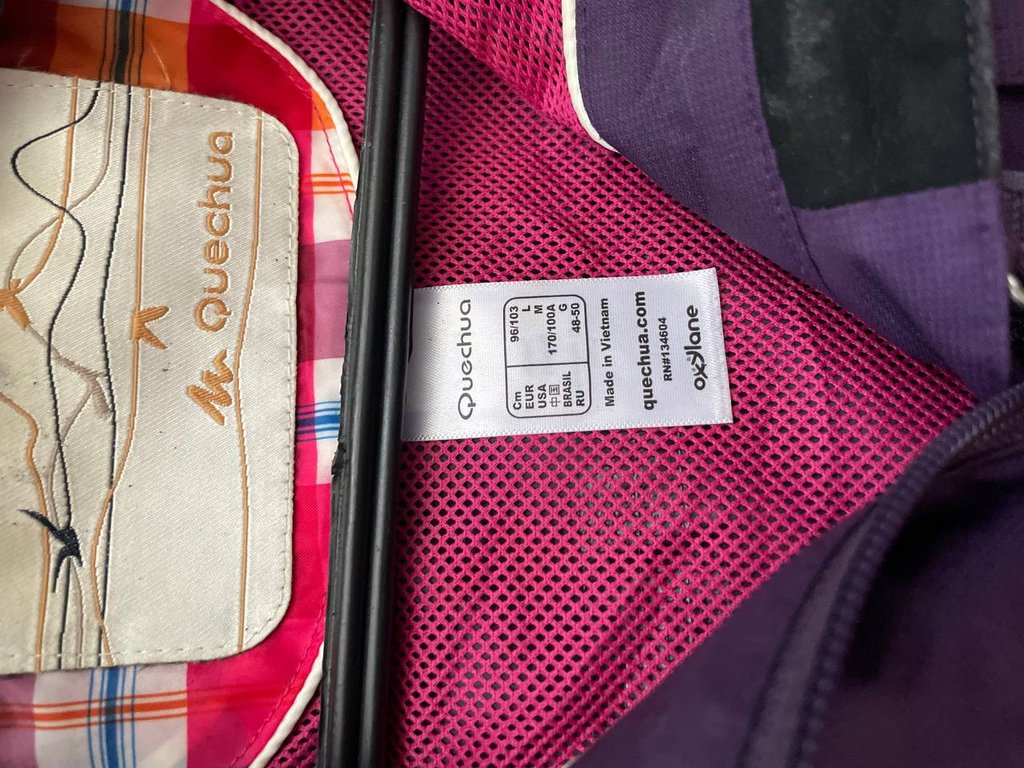 Quechua
Quechua
Cm 96/103
EUR L
USA M
中国 170/100A
BRASIL G
RU 48-50
Made in Vietnam
quechua.com
RN#134604
oxylane